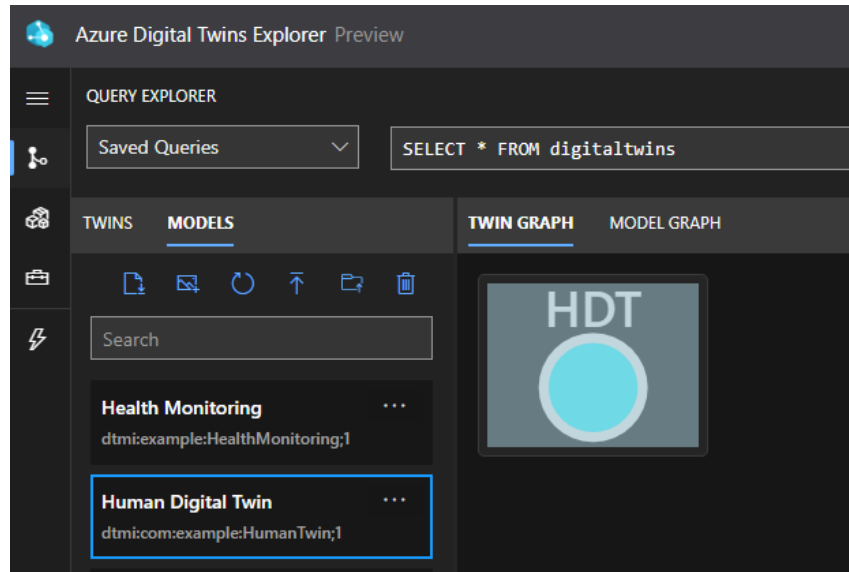 Azure Digital Twins Explorer Preview
QUERY EXPLORER
Saved Queries
SELECT * FROM digitaltwins
TWINS MODELS
TWIN GRAPH MODEL GRAPH
Search
HDT
Health Monitoring
dtmi:example:HealthMonitoring;1
Human Digital Twin
dtmi:com:example:HumanTwin;1